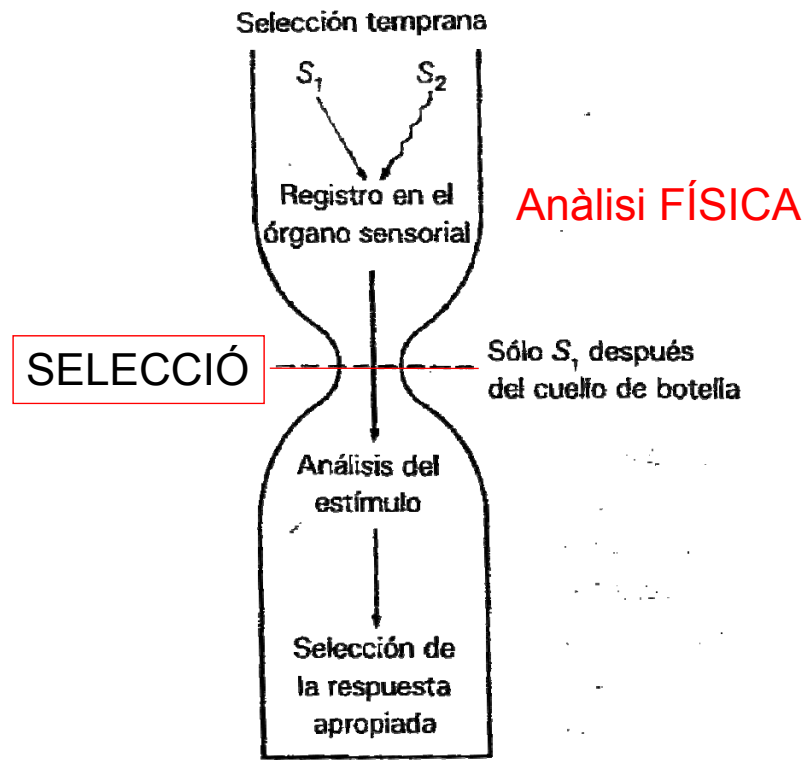 Selección temprana
S₁ S₂
Registro en el
órgano sensorial
Anàlisi FÍSICA
SELECCIÓ
Sólo S₁ después
del cuello de botella
Análisis del
estímulo
Selección de
la respuesta
apropiada